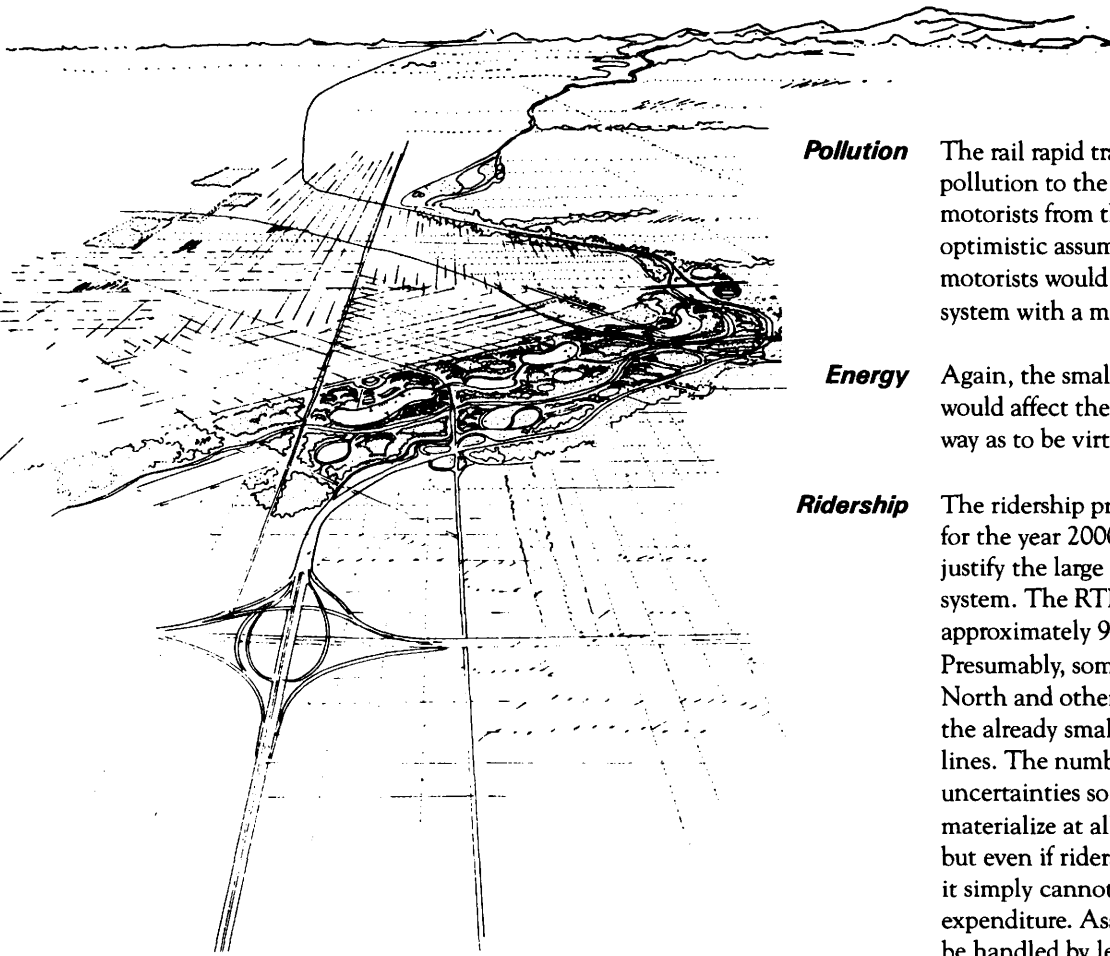 Pollution
The rail rapid tra
pollution to the
motorists from th
optimistic assum
motorists would
system with a m
Energy
Again, the smal
would affect the
way as to be virt
Ridership
The ridership pr
for the year 200
justify the large
system. The RT
approximately 9
Presumably, som
North and other
the already smal
lines. The numb
uncertainties so
materialize at al
but even if rider
it simply cannot
expenditure. Ass
be handled by le